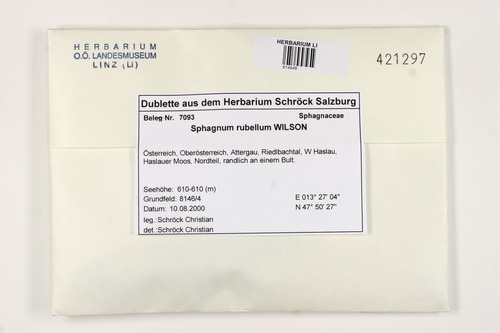 HERBARIUM
O.Ö. LANDESMUSEUM
LINZ (LI)
HERBARIUM LI
421297
Dublette aus dem Herbarium Schröck Salzburg
Beleg Nr. 7093 Sphagnaceae
Sphagnum rubellum WILSON
Österreich, Oberösterreich, Attergau, Riedlbachtal, W Haslau,
Haslauer Moos, Nordteil, randlich an einem Bult.
Seehöhe: 610-610 (m) E 013° 27' 04"
Grundfeld: 8146/4 N 47° 50' 27"
Datum: 10.08.2000
leg.:Schröck Christian
det.:Schröck Christian